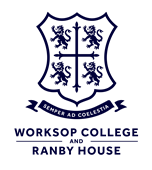 SEMPER AD COELESTIA
WORKSOP COLLEGE
AND
RANBY HOUSE